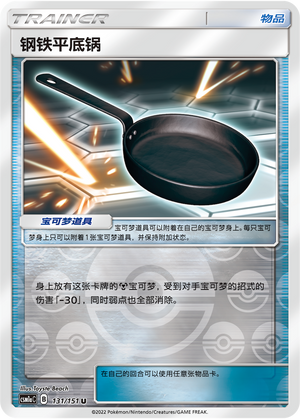 TRAINER
物品
钢铁平底锅
宝可梦道具
宝可梦道具可以附着在自己的宝可梦身上。每只宝可
梦身上只可以附着1张宝可梦道具，并保持附加状态。
身上放有这张卡牌的宝可梦，受到对手宝可梦的招式的
伤害「-30」，同时弱点也全部消除。
Illus. Toyste Beach
CSM1aC
131/151 U
在自己的回合可以使用任意张物品卡。
©2022 Pokémon/Nintendo/Creatures/GAME FREAK.